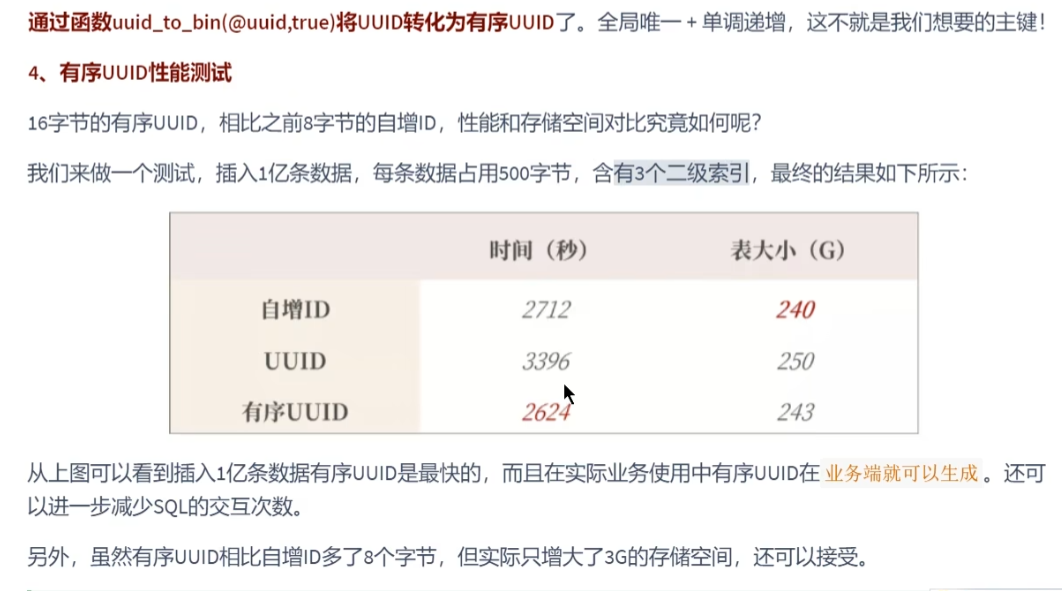 通过函数uuid_to_bin(@uuid,true)将UUID转化为有序UUID了。全局唯一 + 单调递增，这不就是我们想要的主键！
4、有序UUID性能测试
16字节的有序UUID，相比之前8字节的自增ID，性能和存储空间对比究竟如何呢？
我们来做一个测试，插入1亿条数据，每条数据占用500字节，含有3个二级索引，最终的结果如下所示：
时间（秒） 表大小（G）
自增ID 2712 240
UUID 3396 250
有序UUID 2624 243
从上图可以看到插入1亿条数据有序UUID是最快的，而且在实际业务使用中有序UUID在 业务端就可以生成 。还可
以进一步减少SQL的交互次数。
另外，虽然有序UUID相比自增ID多了8个字节，但实际只增大了3G的存储空间，还可以接受。